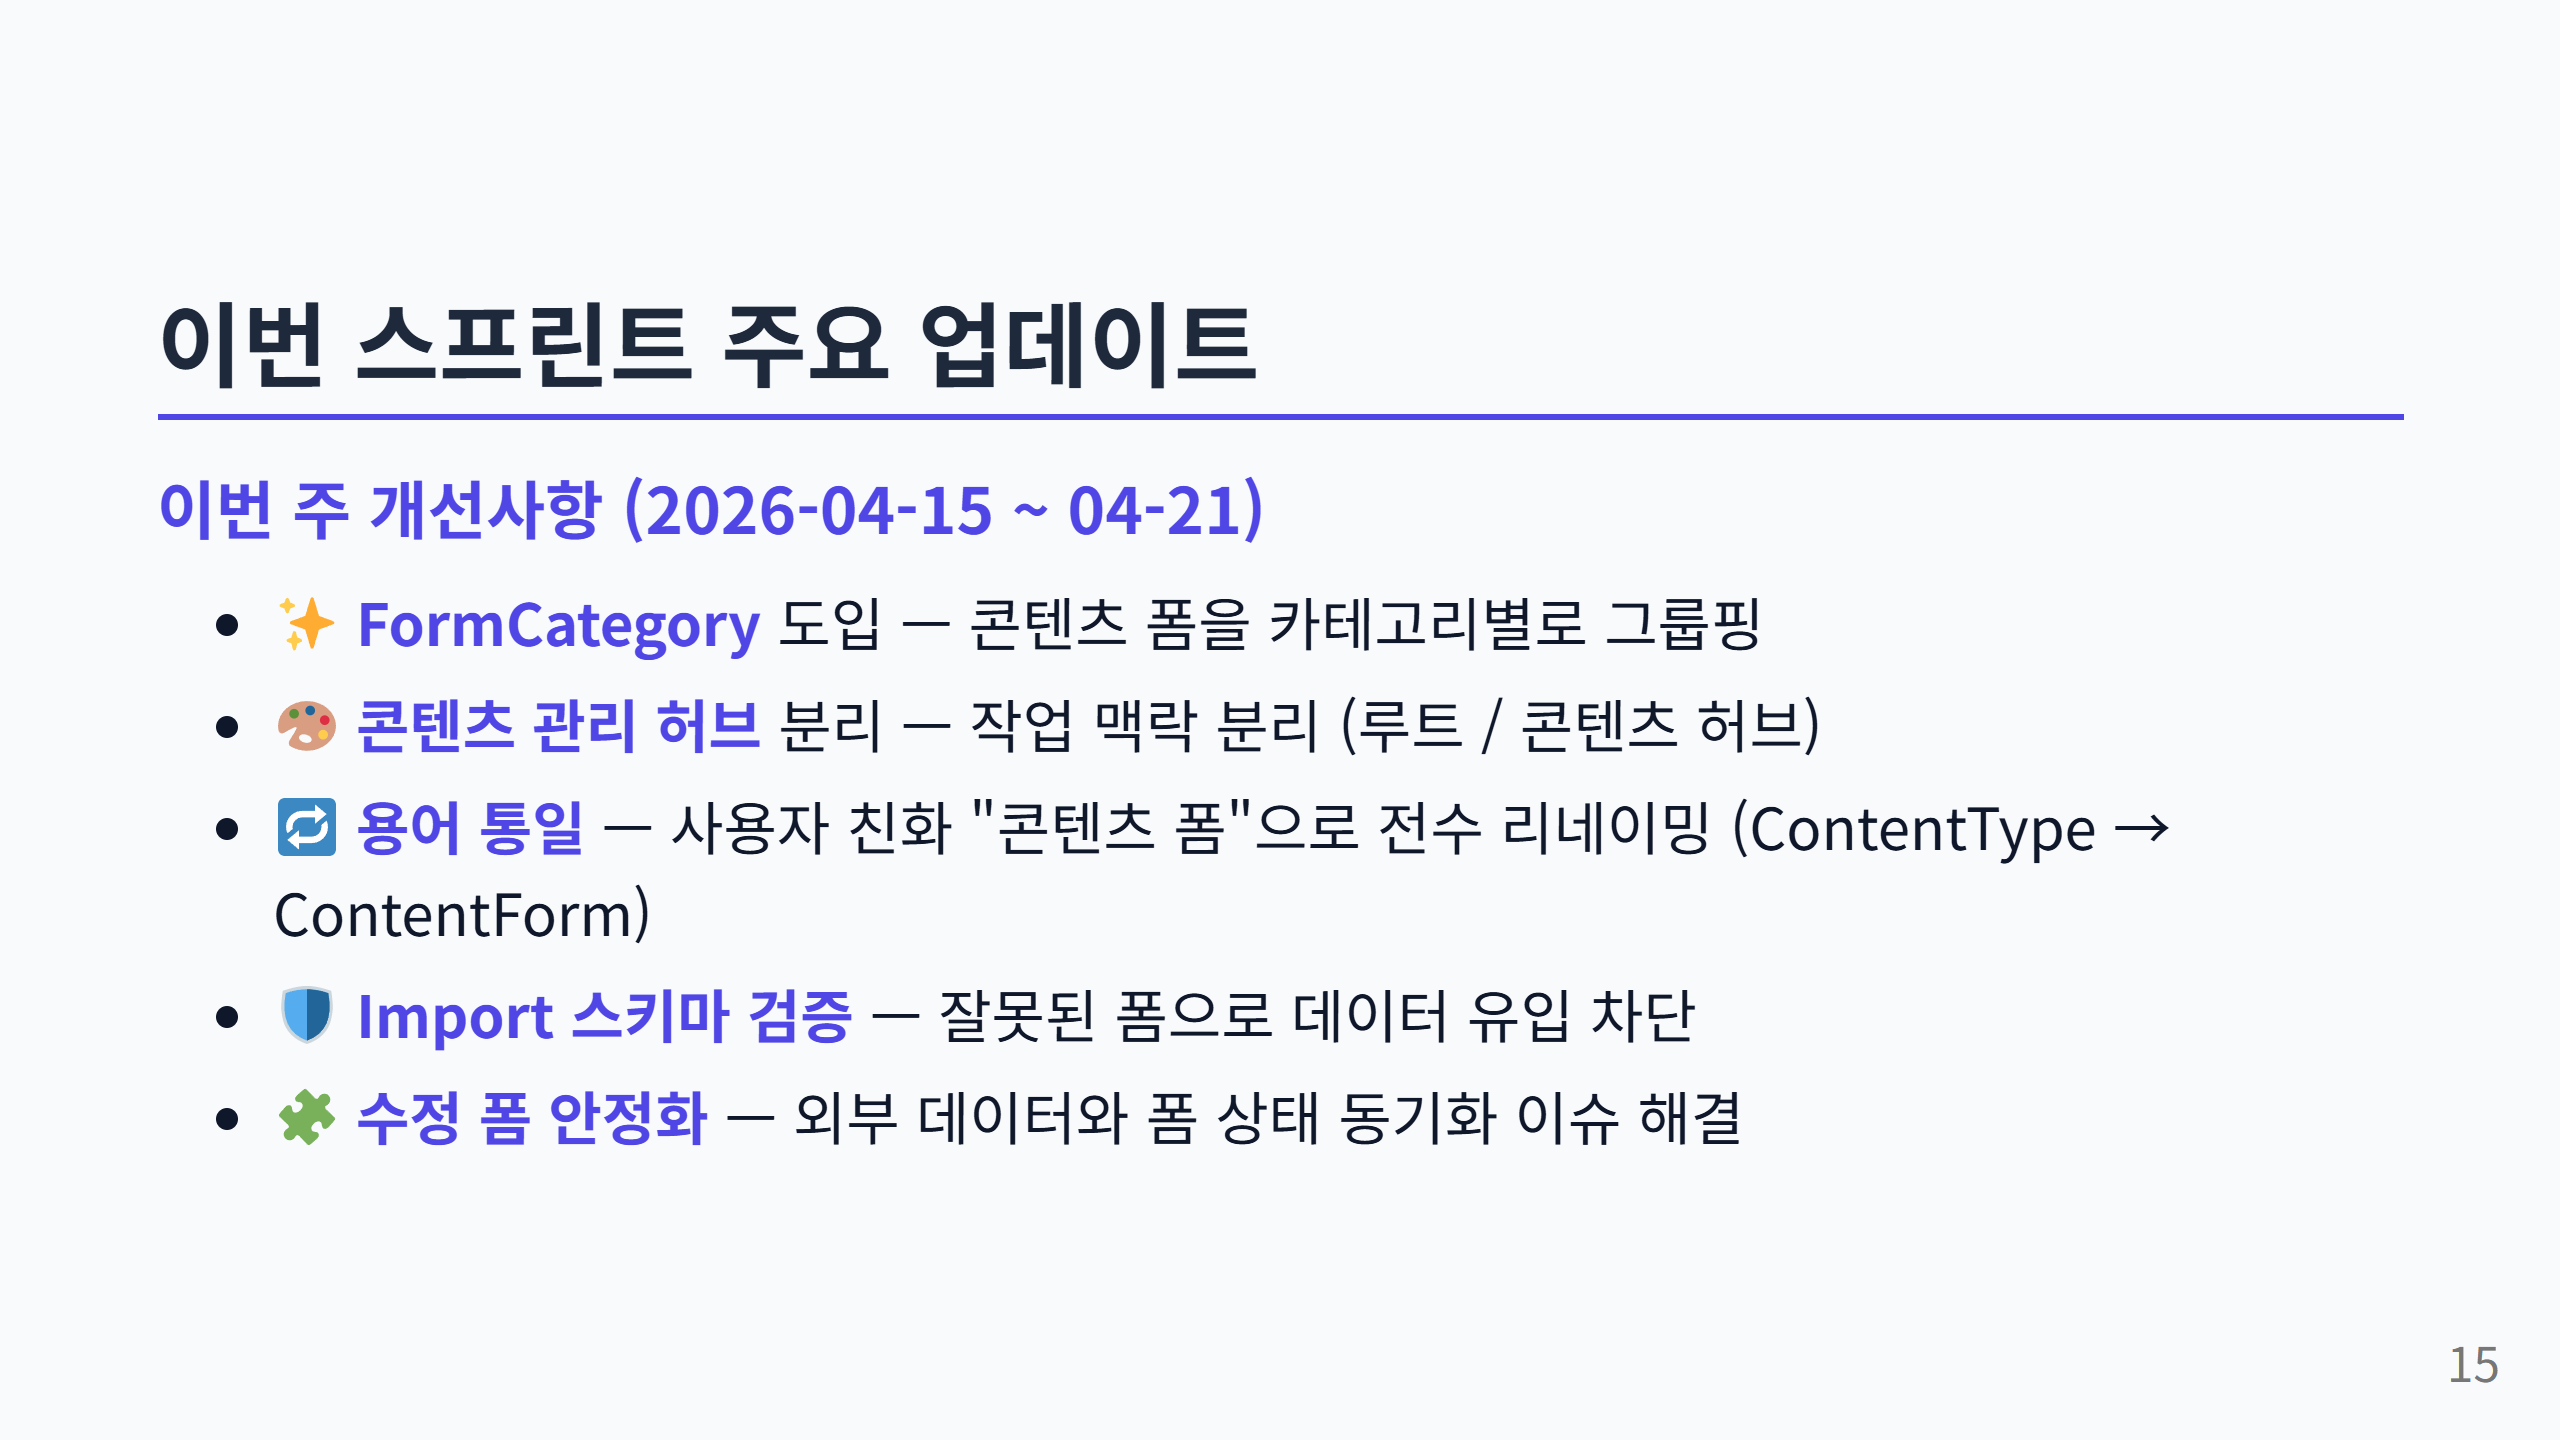 이번 스프린트 주요 업데이트
이번 주 개선사항 (2026-04-15 ~ 04-21)
• ✨ FormCategory 도입 — 콘텐츠 폼을 카테고리별로 그룹핑
• 🎨 콘텐츠 관리 허브 분리 — 작업 맥락 분리 (루트 / 콘텐츠 허브)
• 🔁 용어 통일 — 사용자 친화 "콘텐츠 폼"으로 전수 리네이밍 (ContentType →
ContentForm)
• 🛡️ Import 스키마 검증 — 잘못된 폼으로 데이터 유입 차단
• 🧩 수정 폼 안정화 — 외부 데이터와 폼 상태 동기화 이슈 해결
15